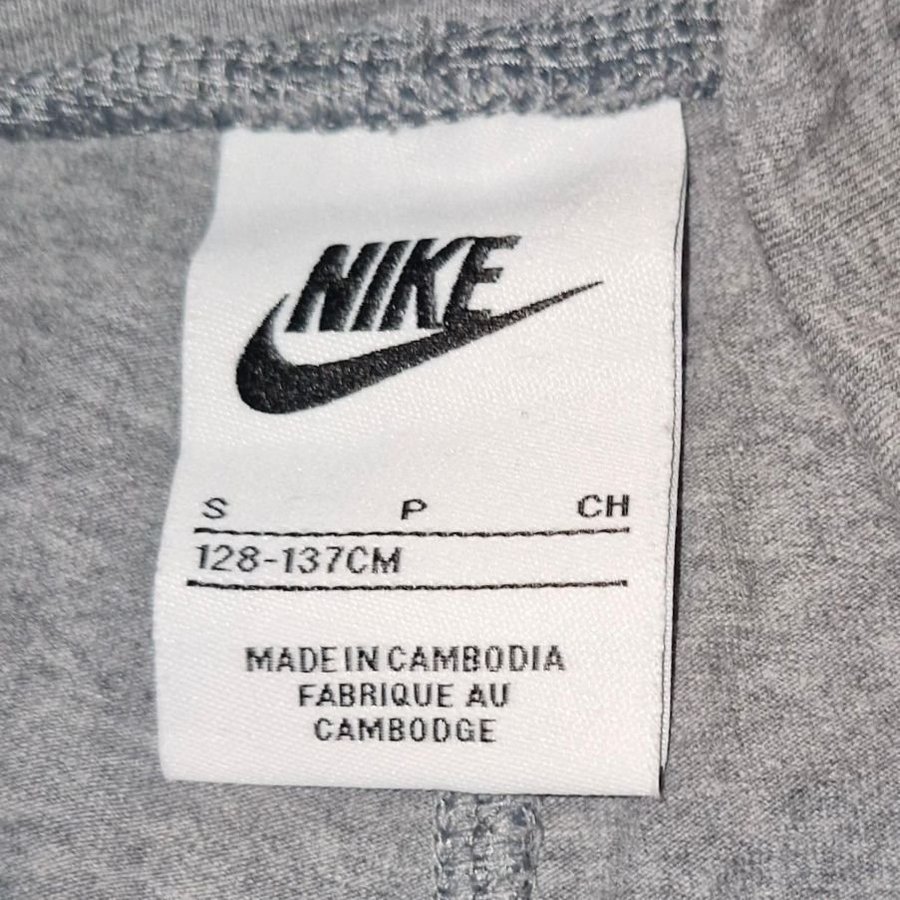 NIKE
S P CH
128-137CM
MADE IN CAMBODIA
FABRIQUE AU
CAMBODGE